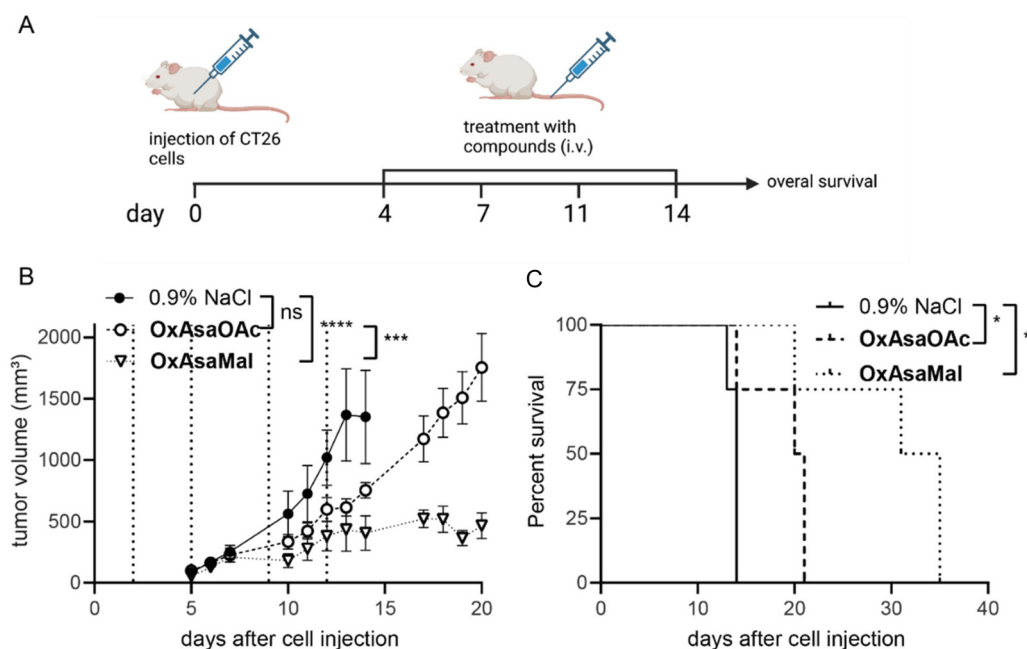 A
injection of CT26
cells
treatment with
compounds (i.v.)
overal survival
day
0
4
7
11
14
B
0.9% NaCl
OxAsaOAc
OxAsaMal
ns
****
***
2000
1500
1000
500
0
tumor volume (mm³)
0
5
10
15
20
days after cell injection
C
0.9% NaCl
OxAsaOAc
OxAsaMal
*
*
100
75
50
25
0
Percent survival
0
10
20
30
40
days after cell injection